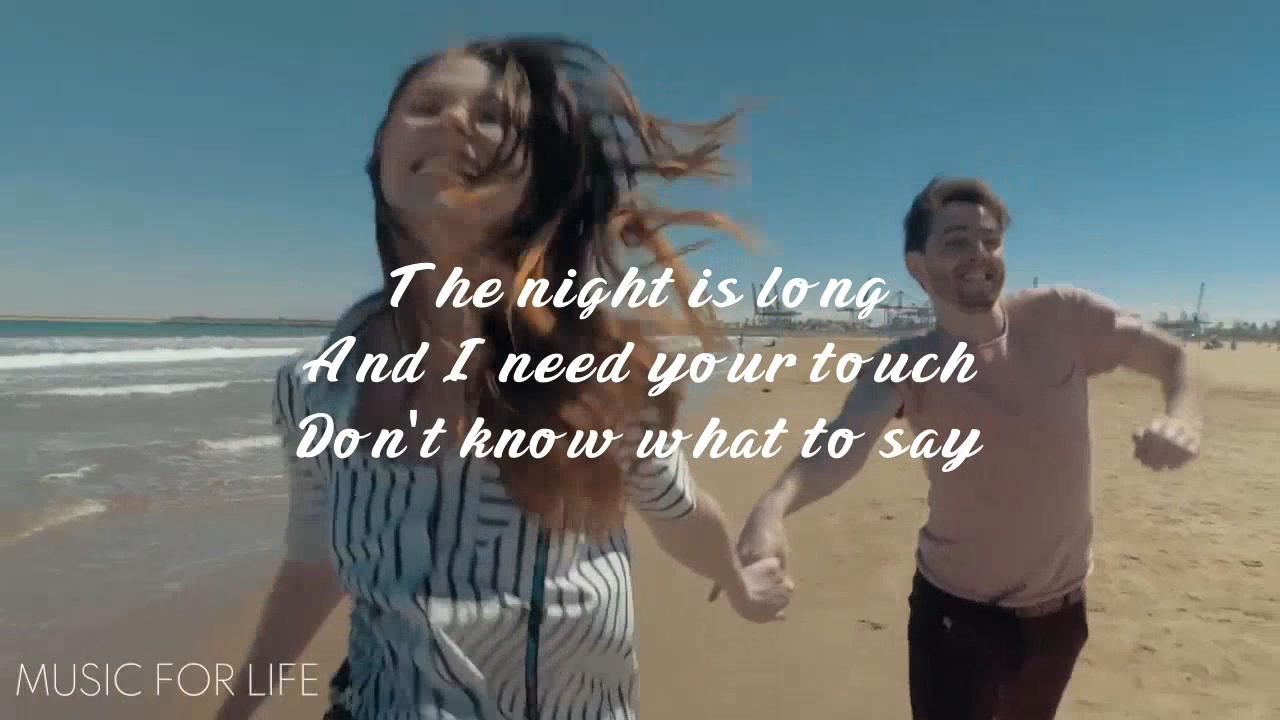 The night is long
And I need your touch
Don't know what to say
MUSIC FOR LIFE